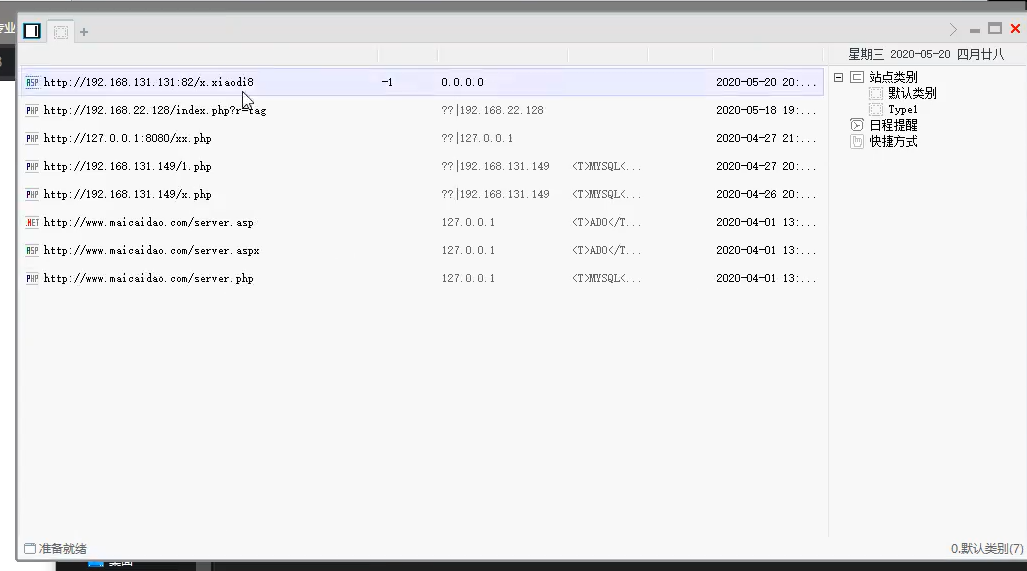 专业
星期三 2020-05-20 四月廿八
ASP http://192.168.131.131:82/x.xiaodi8 -1 0.0.0.0 2020-05-20 20:...
PHP http://192.168.22.128/index.php?r=tag ??|192.168.22.128 2020-05-18 19:...
PHP http://127.0.0.1:8080/xx.php ??|127.0.0.1 2020-04-27 21:...
PHP http://192.168.131.149/1.php ??|192.168.131.149 <T>MYSQL<... 2020-04-27 20:...
PHP http://192.168.131.149/x.php ??|192.168.131.149 <T>MYSQL<... 2020-04-26 20:...
.NET http://www.maicaidao.com/server.asp 127.0.0.1 <T>ADO</T... 2020-04-01 13:...
ASP http://www.maicaidao.com/server.aspx 127.0.0.1 <T>ADO</T... 2020-04-01 13:...
PHP http://www.maicaidao.com/server.php 127.0.0.1 <T>MYSQL<... 2020-04-01 13:...
站点类别
默认类别
Type1
日程提醒
快捷方式
准备就绪 0.默认类别(7)
桌面